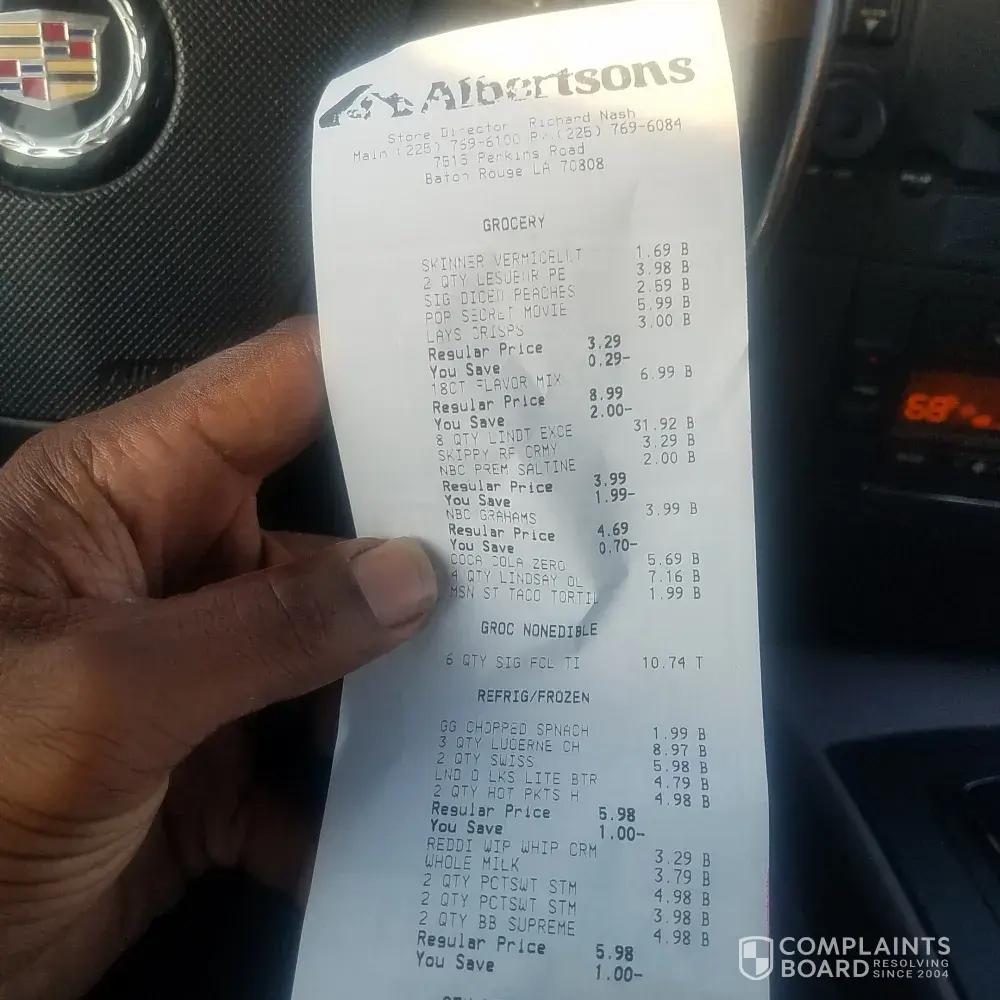 Albertsons
Store Director Richard Nash
Main (225) 769-6100 (225) 769-6084
7515 Perkins Road
Baton Rouge LA 70808
GROCERY
SKINNER VERMICELLT 1.69 B
2 QTY LESUEUR PE 3.98 B
SIG DICED PEACHES 2.59 B
POP SECRET MOVIE 5.99 B
LAYS CRISPS 3.00 B
Regular Price 3.29
You Save 0.29-
18CT FLAVOR MIX 6.99 B
Regular Price 8.99
You Save 2.00-
8 QTY LINDT EXCE 31.92 B
SKIPPY RF CRMY 3.29 B
NBC PREM SALTINE 2.00 B
Regular Price 3.99
You Save 1.99-
NBC GRAHAMS 3.99 B
Regular Price 4.69
You Save 0.70-
COCA COLA ZERO 5.69 B
4 QTY LINDSAY OL 7.16 B
MSN ST TACO TORTIL 1.99 B
GROC NONEDIBLE
6 QTY SIG FCL TI 10.74 T
REFRIG/FROZEN
GG CHOPPED SPNACH 1.99 B
3 QTY LUCERNE CH 8.97 B
2 QTY SWISS 5.98 B
LND O LKS LITE BTR 4.79 B
2 QTY HOT PKTS H 4.98 B
Regular Price 5.98
You Save 1.00-
REDDI WIP WHIP CRM 3.29 B
WHOLE MILK 3.79 B
2 QTY PCTSWT STM 4.98 B
2 QTY PCTSWT STM 3.98 B
2 QTY BB SUPREME 4.98 B
Regular Price 5.98
You Save 1.00-
68°
COMPLAINTS
BOARD RESOLVING
SINCE 2004